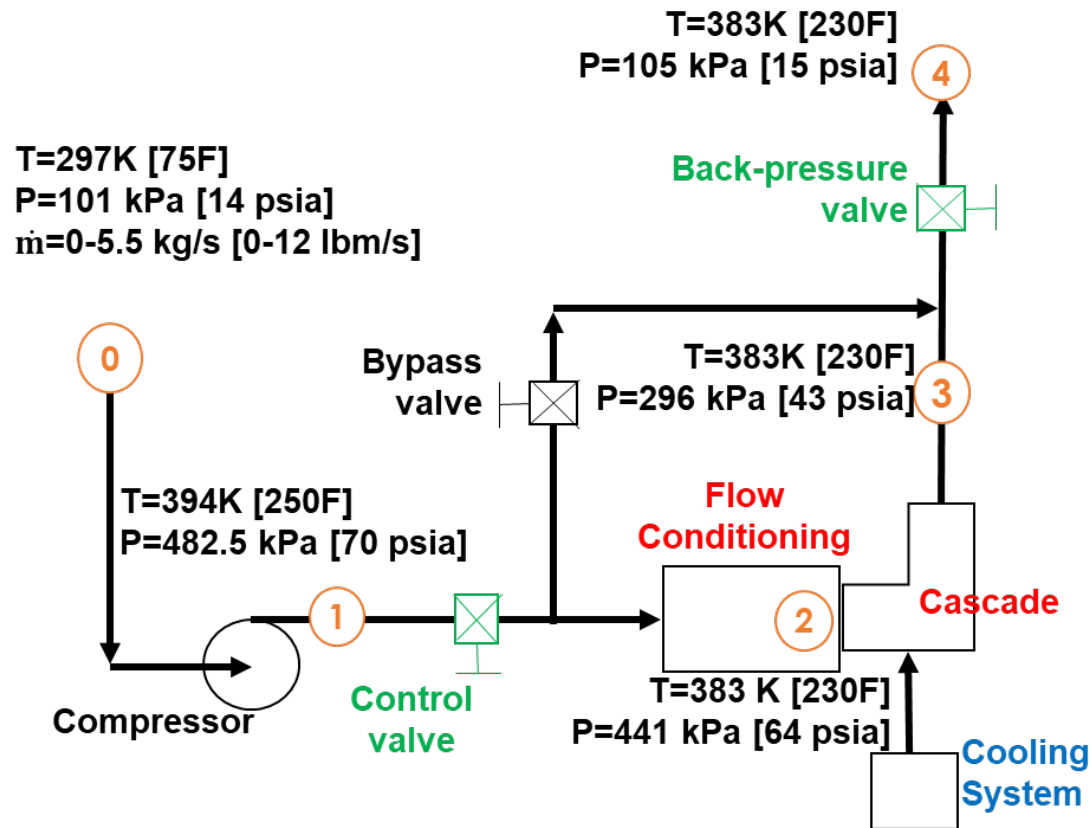 T=383K [230F]
P=105 kPa [15 psia]
4
T=297K [75F]
P=101 kPa [14 psia]
ṁ=0-5.5 kg/s [0-12 lbm/s]
Back-pressure
valve
0
Bypass
valve
T=383K [230F]
P=296 kPa [43 psia]
3
T=394K [250F]
P=482.5 kPa [70 psia]
Flow
Conditioning
1
2
Cascade
Compressor
Control
valve
T=383 K [230F]
P=441 kPa [64 psia]
Cooling
System